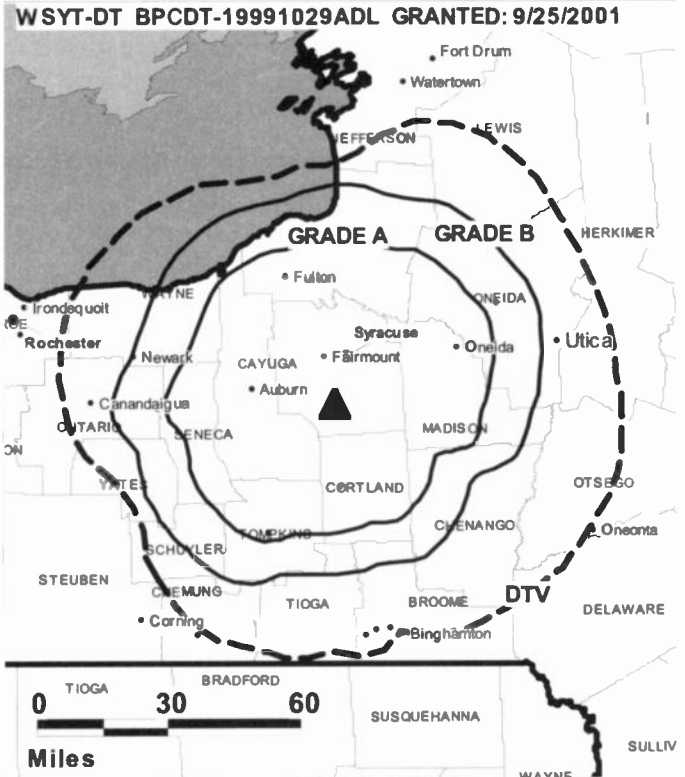 WSYT-DT BPCDT-19991029ADL GRANTED: 9/25/2001
Fort Drum
Watertown
JEFFERSON
LEWIS
HERKIMER
GRADE A
GRADE B
Fulton
WAYNE
ONEIDA
Irondequoit
Rochester
Syracuse
Utica
Oneida
Newark
Fairmount
CAYUGA
Auburn
Canandaigua
ONTARIO
SENECA
MADISON
YATES
CORTLAND
OTSEGO
CHENANGO
Oneonta
TOMPKINS
SCHUYLER
STEUBEN
CHEMUNG
DTV
TIOGA
BROOME
DELAWARE
Corning
Binghamton
TIOGA
BRADFORD
0 30 60
SUSQUEHANNA
Miles
SULLIV
WAYNE